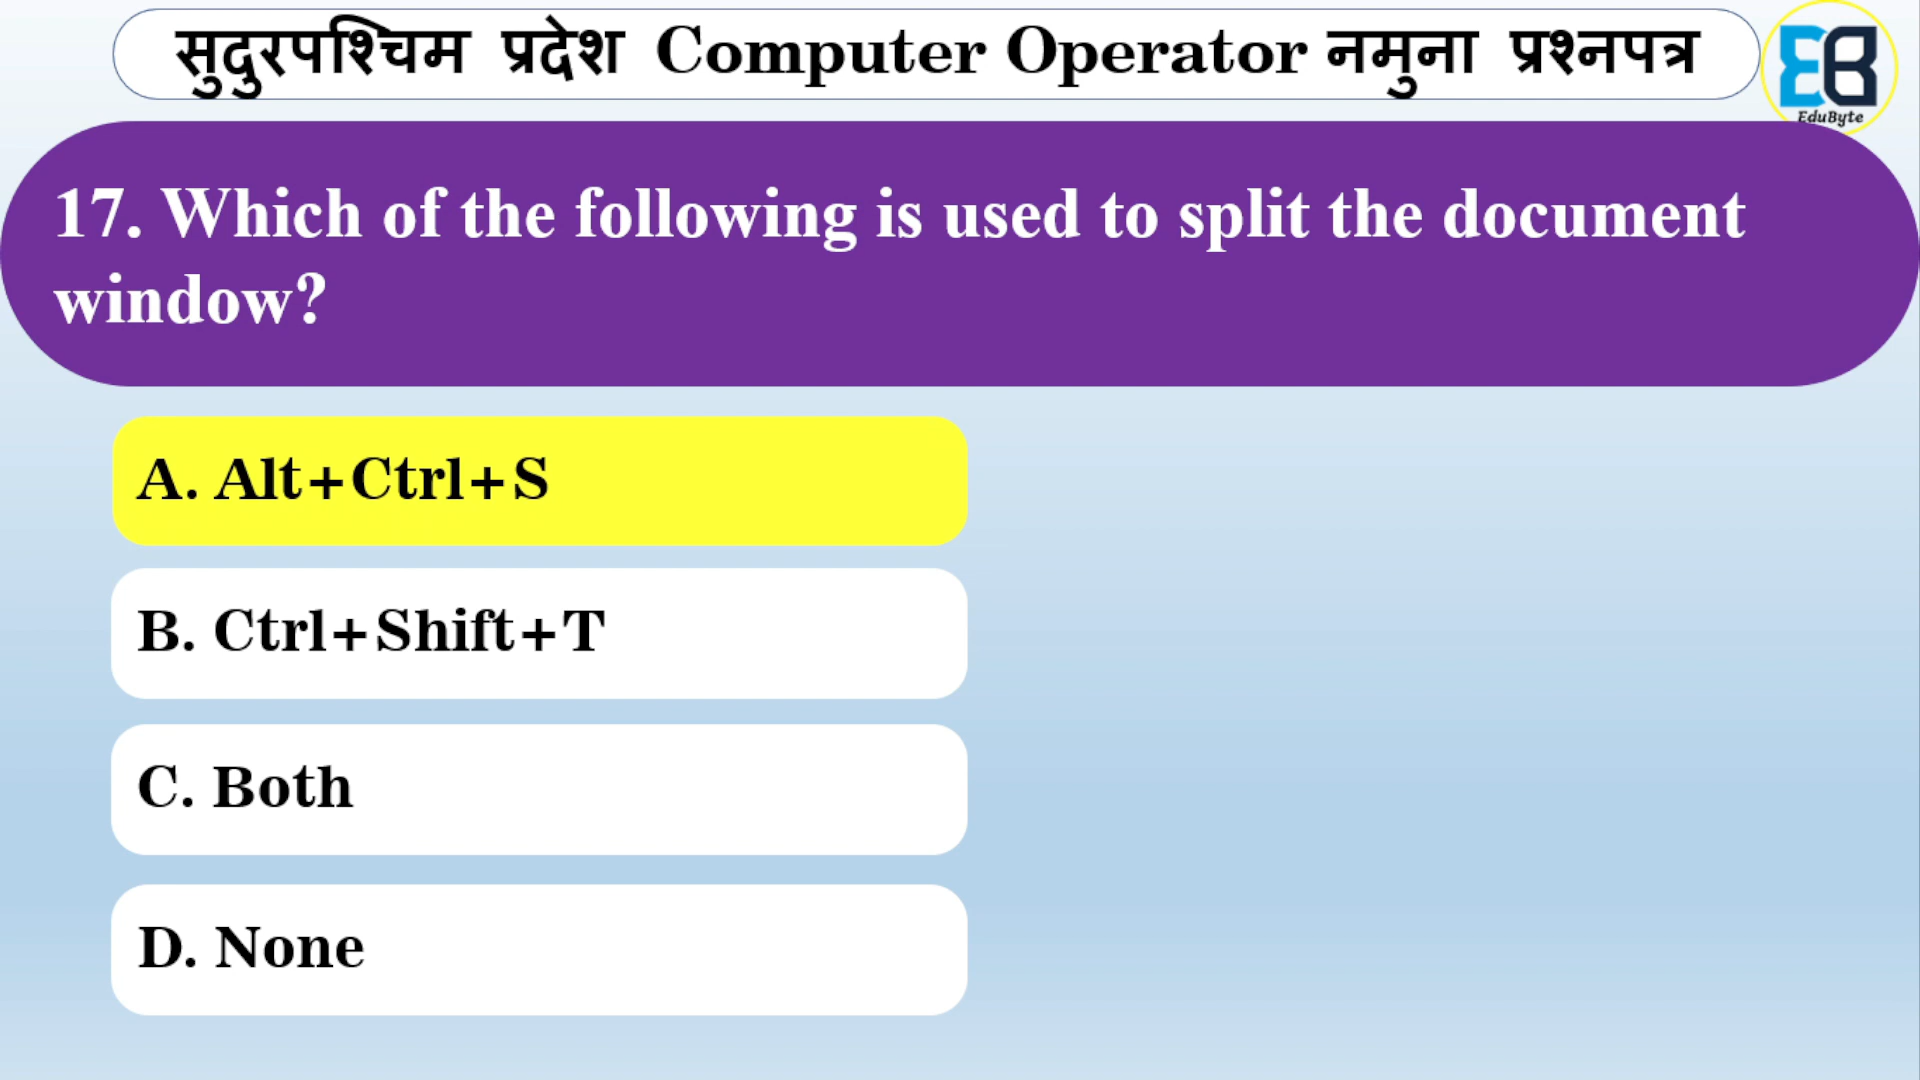 सुदुरपश्चिम प्रदेश Computer Operator नमुना प्रश्नपत्र
EduByte
17. Which of the following is used to split the document
window?
A. Alt+Ctrl+S
B. Ctrl+Shift+T
C. Both
D. None